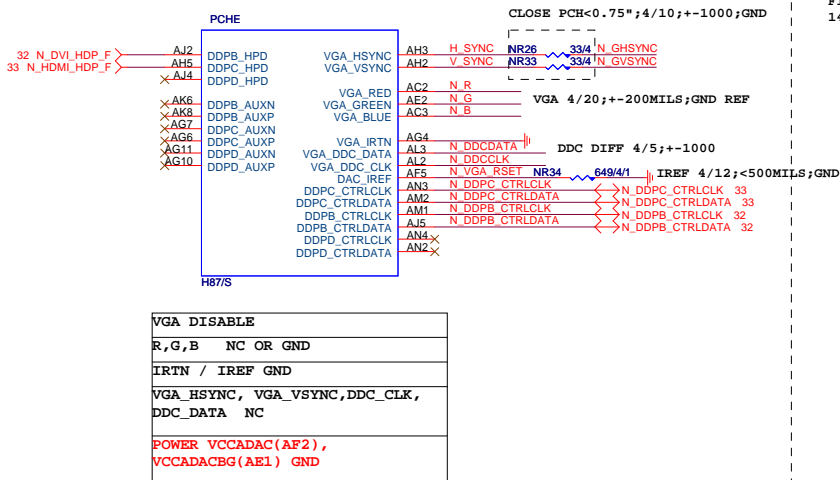 PCHE
CLOSE PCH<0.75";4/10;+-1000;GND
32 N_DVI_HDP_F AJ2 DDPB_HPD
33 N_HDMI_HDP_F AH5 DDPC_HPD
AJ4 DDPD_HPD
AK6 DDPB_AUXN
AK8 DDPB_AUXP
AG7 DDPC_AUXN
AG6 DDPC_AUXP
AG11 DDPD_AUXN
AG10 DDPD_AUXP
VGA_HSYNC AH3 H_SYNC NR26 33/4 N_GHSYNC
VGA_VSYNC AH2 V_SYNC NR33 33/4 N_GVSYNC
VGA_RED AC2 N_R
VGA_GREEN AE2 N_G
VGA_BLUE AC3 N_B
VGA 4/20;+-200MILS;GND REF
VGA_IRTN AG4
VGA_DDC_DATA AL3 N_DDCDATA
VGA_DDC_CLK AL2 N_DDCCLK
DDC DIFF 4/5;+-1000
DAC_IREF AF5 N_VGA_RSET NR34 649/4/1 IREF 4/12;<500MILS;GND
DDPC_CTRLCLK AN3 N_DDPC_CTRLCLK N_DDPC_CTRLCLK 33
DDPC_CTRLDATA AM2 N_DDPC_CTRLDATA N_DDPC_CTRLDATA 33
DDPB_CTRLCLK AM1 N_DDPB_CTRLCLK N_DDPB_CTRLCLK 32
DDPB_CTRLDATA AJ5 N_DDPB_CTRLDATA N_DDPB_CTRLDATA 32
DDPD_CTRLCLK AN4
DDPD_CTRLDATA AN2
H87/S
VGA DISABLE
R,G,B NC OR GND
IRTN / IREF GND
VGA_HSYNC, VGA_VSYNC,DDC_CLK,
DDC_DATA NC
POWER VCCADAC(AF2),
VCCADACBG(AE1) GND